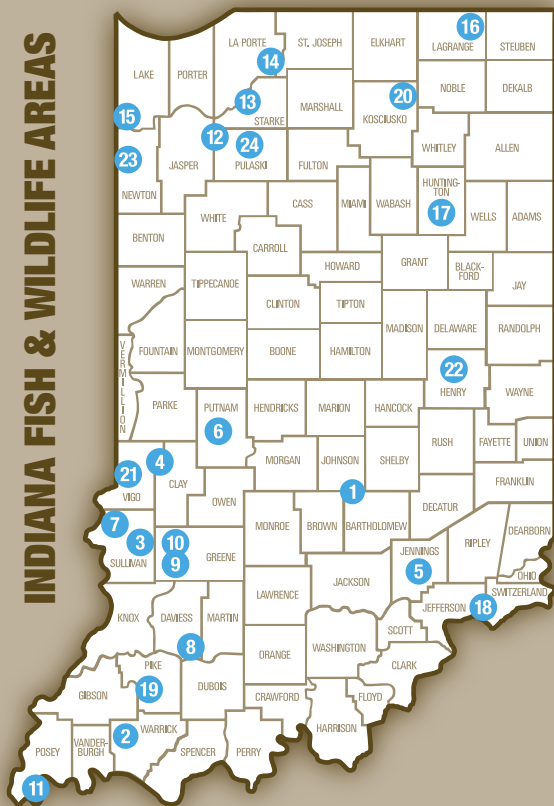 INDIANA FISH & WILDLIFE AREAS
LA PORTE
ST. JOSEPH
ELKHART
16
LAGRANGE
STEUBEN
LAKE
PORTER
14
NOBLE
DEKALB
13
STARKE
MARSHALL
20
KOSCIUSKO
15
12
24
PULASKI
WHITLEY
ALLEN
23
JASPER
FULTON
HUNTING-
TON
17
NEWTON
WHITE
CASS
MIAMI
WABASH
WELLS
ADAMS
BENTON
CARROLL
HOWARD
GRANT
BLACK-
FORD
JAY
WARREN
TIPPECANOE
CLINTON
TIPTON
MADISON
DELAWARE
RANDOLPH
VERMILLION
FOUNTAIN
MONTGOMERY
BOONE
HAMILTON
22
HENRY
WAYNE
PARKE
PUTNAM
6
HENDRICKS
MARION
HANCOCK
RUSH
FAYETTE
UNION
21
VIGO
4
CLAY
OWEN
MORGAN
JOHNSON
SHELBY
FRANKLIN
1
DECATUR
7
3
SULLIVAN
10
9
GREENE
MONROE
BROWN
BARTHOLOMEW
JENNINGS
5
RIPLEY
DEARBORN
OHIO
SWITZERLAND
KNOX
DAVIESS
MARTIN
LAWRENCE
JACKSON
JEFFERSON
18
SCOTT
8
ORANGE
WASHINGTON
CLARK
PIKE
19
DUBOIS
GIBSON
CRAWFORD
FLOYD
HARRISON
POSEY
VANDER-
BURGH
2
WARRICK
SPENCER
PERRY
11